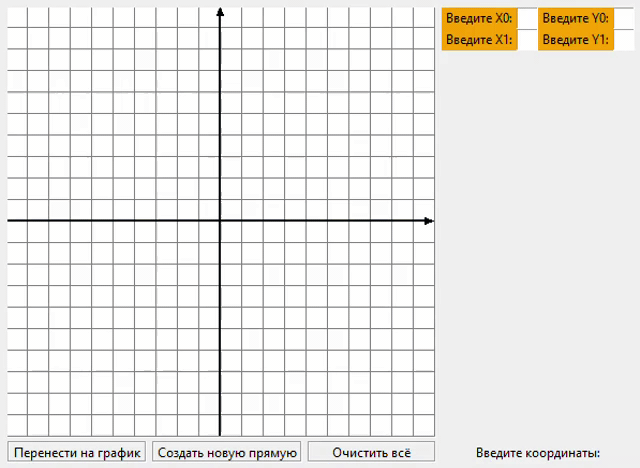 Введите X0: Введите Y0:
Введите X1: Введите Y1:
Перенести на график Создать новую прямую Очистить всё Введите координаты: